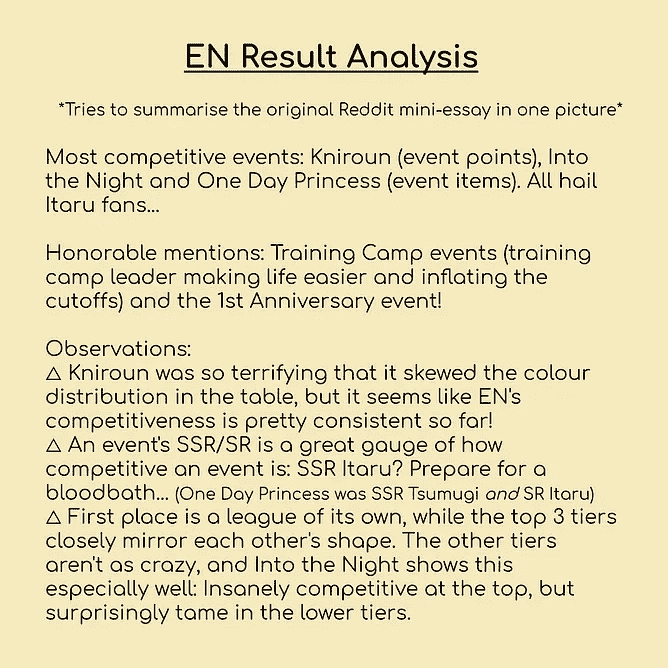 EN Result Analysis
*Tries to summarise the original Reddit mini-essay in one picture*
Most competitive events: Kniroun (event points), Into
the Night and One Day Princess (event items). All hail
Itaru fans...
Honorable mentions: Training Camp events (training
camp leader making life easier and inflating the
cutoffs) and the 1st Anniversary event!
Observations:
△ Kniroun was so terrifying that it skewed the colour
distribution in the table, but it seems like EN's
competitiveness is pretty consistent so far!
△ An event's SSR/SR is a great gauge of how
competitive an event is: SSR Itaru? Prepare for a
bloodbath... (One Day Princess was SSR Tsumugi and SR Itaru)
△ First place is a league of its own, while the top 3 tiers
closely mirror each other's shape. The other tiers
aren't as crazy, and Into the Night shows this
especially well: Insanely competitive at the top, but
surprisingly tame in the lower tiers.